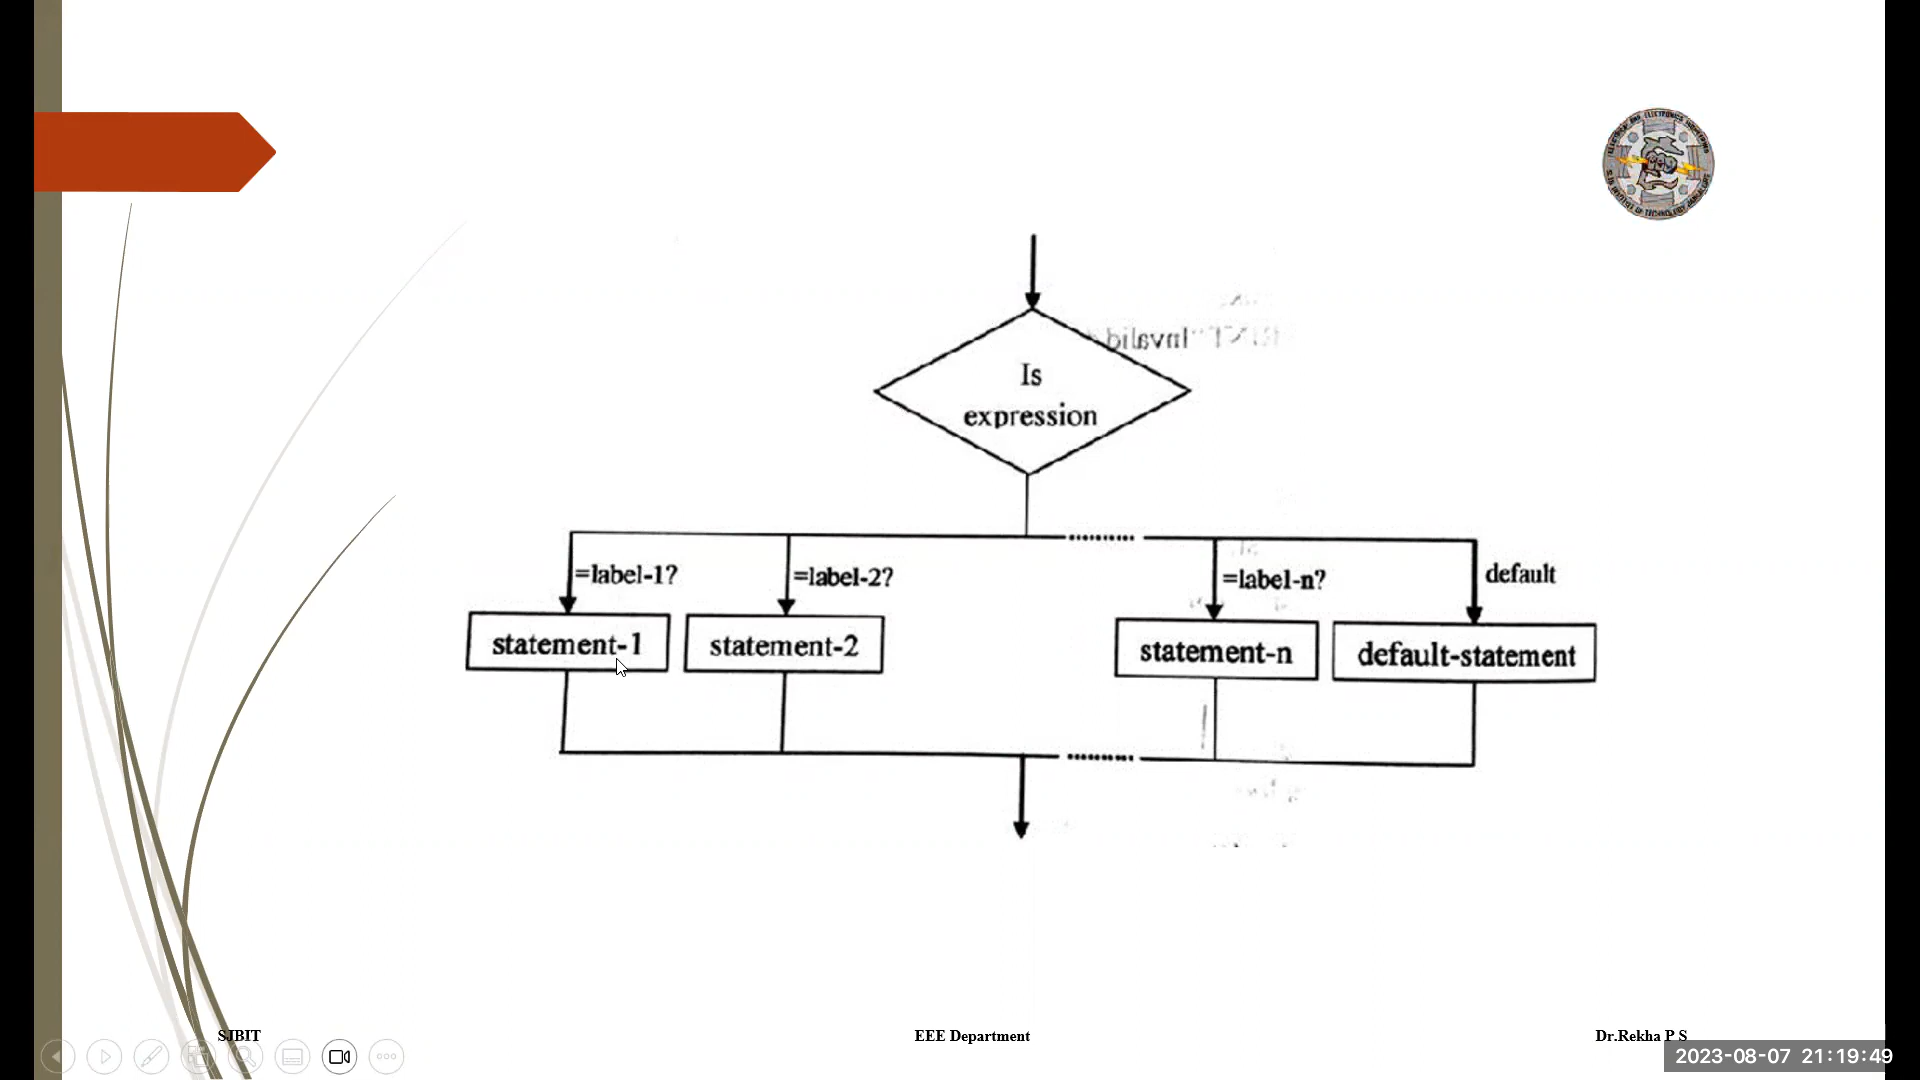 Is
expression
=label-1?
=label-2?
=label-n?
default
statement-1
statement-2
statement-n
default-statement
SJBIT
EEE Department
Dr.Rekha P S
2023-08-07 21:19:49